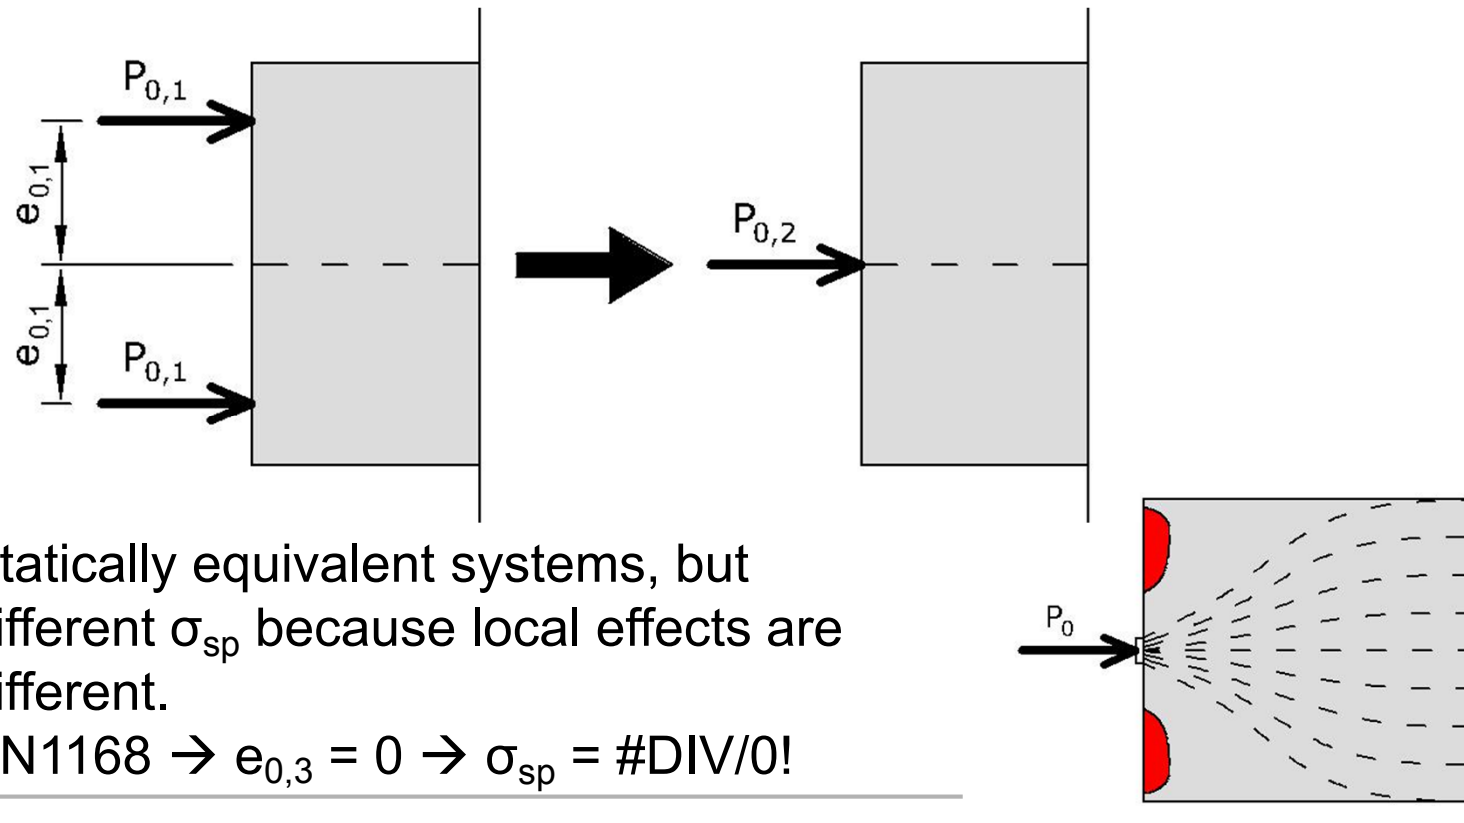 P0,1
e0,1
P0,2
e0,1
P0,1
tatically equivalent systems, but
ifferent σsp because local effects are
ifferent.
N1168 → e0,3 = 0 → σsp = #DIV/0!
P0